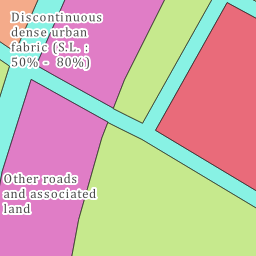 Discontinuous
dense urban
fabric (S.L. :
50% - 80%)
Other roads
and associated
land